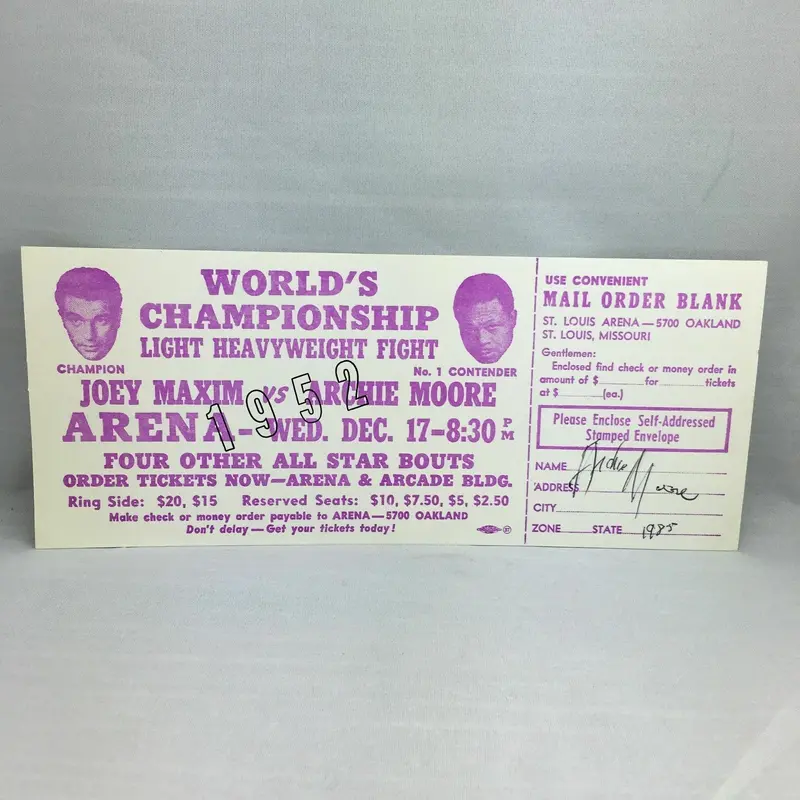 WORLD'S
CHAMPIONSHIP
LIGHT HEAVYWEIGHT FIGHT
CHAMPION
No. 1 CONTENDER
JOEY MAXIM vs ARCHIE MOORE
1952
ARENA-WED. DEC. 17-8:30 PM
FOUR OTHER ALL STAR BOUTS
ORDER TICKETS NOW—ARENA & ARCADE BLDG.
Ring Side: $20, $15 Reserved Seats: $10, $7.50, $5, $2.50
Make check or money order payable to ARENA—5700 OAKLAND
Don't delay—Get your tickets today!
USE CONVENIENT
MAIL ORDER BLANK
ST. LOUIS ARENA—5700 OAKLAND
ST. LOUIS, MISSOURI
Gentlemen:
Enclosed find check or money order in
amount of $ for tickets
at $ (ea.)
Please Enclose Self-Addressed
Stamped Envelope
NAME Archie Moore
ADDRESS
CITY
ZONE STATE 1985